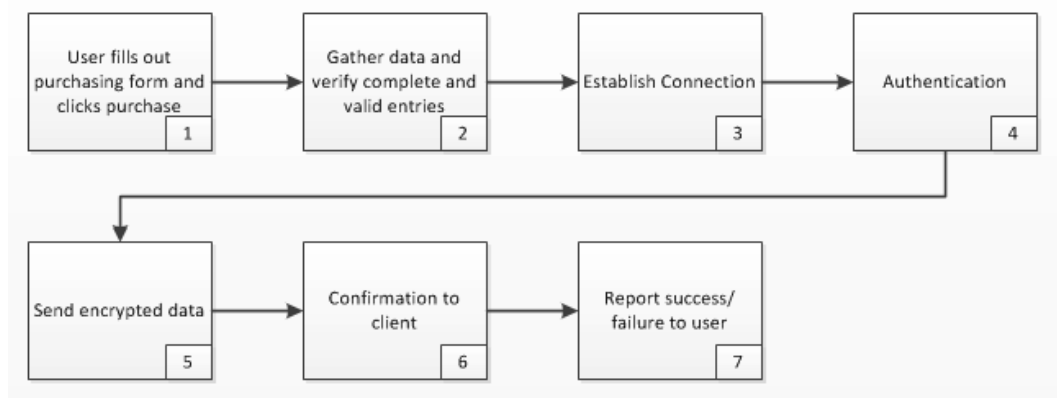 User fills out
purchasing form and
clicks purchase
1
Gather data and
verify complete and
valid entries
2
Establish Connection
3
Authentication
4
Send encrypted data
5
Confirmation to
client
6
Report success/
failure to user
7